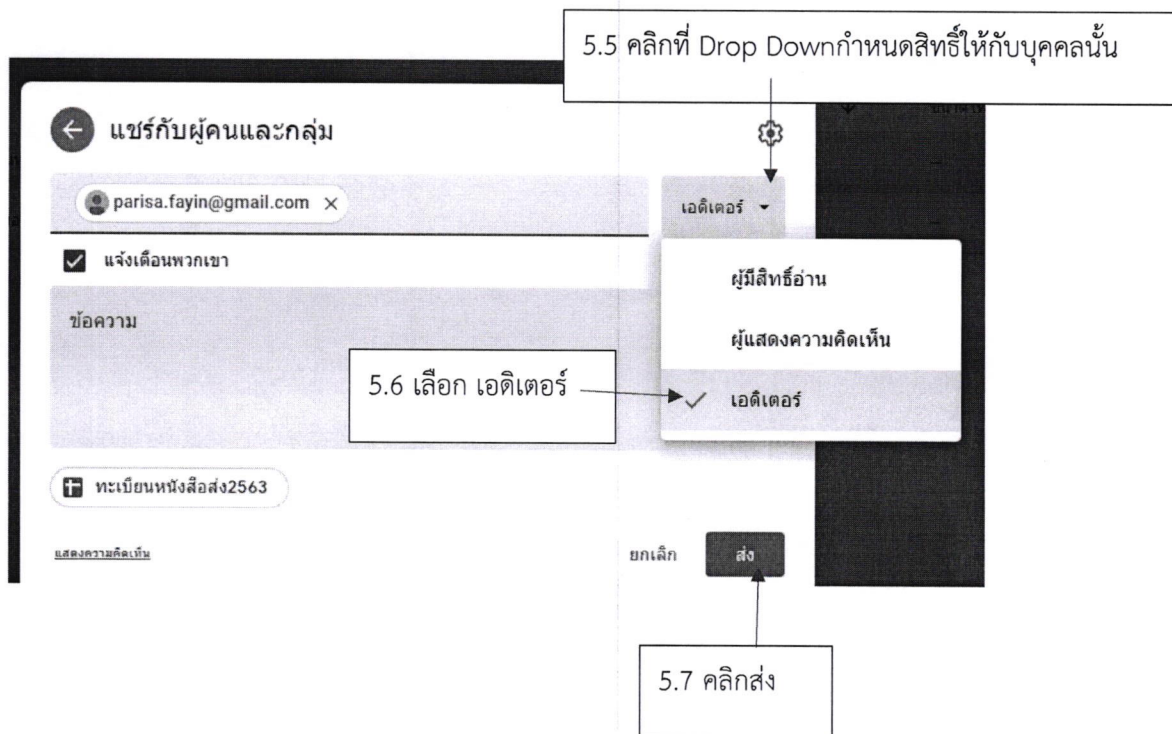 5.5 คลิกที่ Drop Downกำหนดสิทธิ์ให้กับบุคคลนั้น
แชร์กับผู้คนและกลุ่ม
parisa.fayin@gmail.com ×
เอดิเตอร์
แจ้งเตือนพวกเขา
ผู้มีสิทธิ์อ่าน
ข้อความ
ผู้แสดงความคิดเห็น
5.6 เลือก เอดิเตอร์
เอดิเตอร์
ทะเบียนหนังสือส่ง2563
แสดงความคิดเห็น
ยกเลิก
ส่ง
5.7 คลิกส่ง